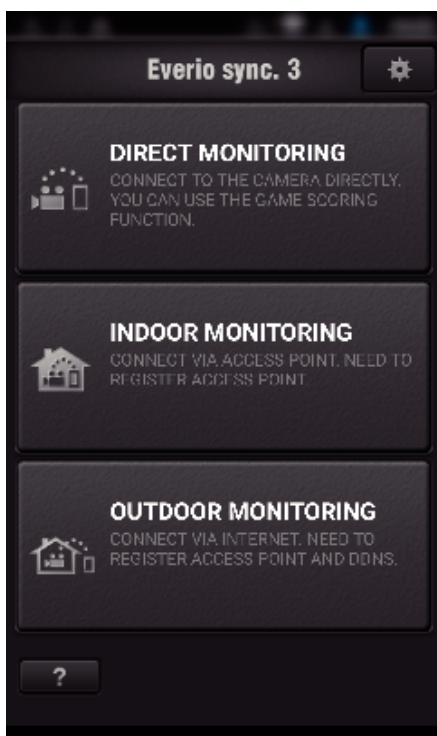 Everio sync. 3
DIRECT MONITORING
CONNECT TO THE CAMERA DIRECTLY.
YOU CAN USE THE GAME SCORING
FUNCTION.
INDOOR MONITORING
CONNECT VIA ACCESS POINT. NEED TO
REGISTER ACCESS POINT.
OUTDOOR MONITORING
CONNECT VIA INTERNET. NEED TO
REGISTER ACCESS POINT AND DDNS.
?